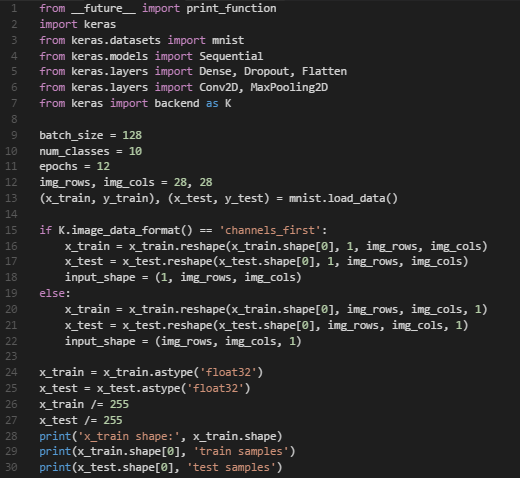 1 from __future__ import print_function
2 import keras
3 from keras.datasets import mnist
4 from keras.models import Sequential
5 from keras.layers import Dense, Dropout, Flatten
6 from keras.layers import Conv2D, MaxPooling2D
7 from keras import backend as K
8
9 batch_size = 128
10 num_classes = 10
11 epochs = 12
12 img_rows, img_cols = 28, 28
13 (x_train, y_train), (x_test, y_test) = mnist.load_data()
14
15 if K.image_data_format() == 'channels_first':
16     x_train = x_train.reshape(x_train.shape[0], 1, img_rows, img_cols)
17     x_test = x_test.reshape(x_test.shape[0], 1, img_rows, img_cols)
18     input_shape = (1, img_rows, img_cols)
19 else:
20     x_train = x_train.reshape(x_train.shape[0], img_rows, img_cols, 1)
21     x_test = x_test.reshape(x_test.shape[0], img_rows, img_cols, 1)
22     input_shape = (img_rows, img_cols, 1)
23
24 x_train = x_train.astype('float32')
25 x_test = x_test.astype('float32')
26 x_train /= 255
27 x_test /= 255
28 print('x_train shape:', x_train.shape)
29 print(x_train.shape[0], 'train samples')
30 print(x_test.shape[0], 'test samples')